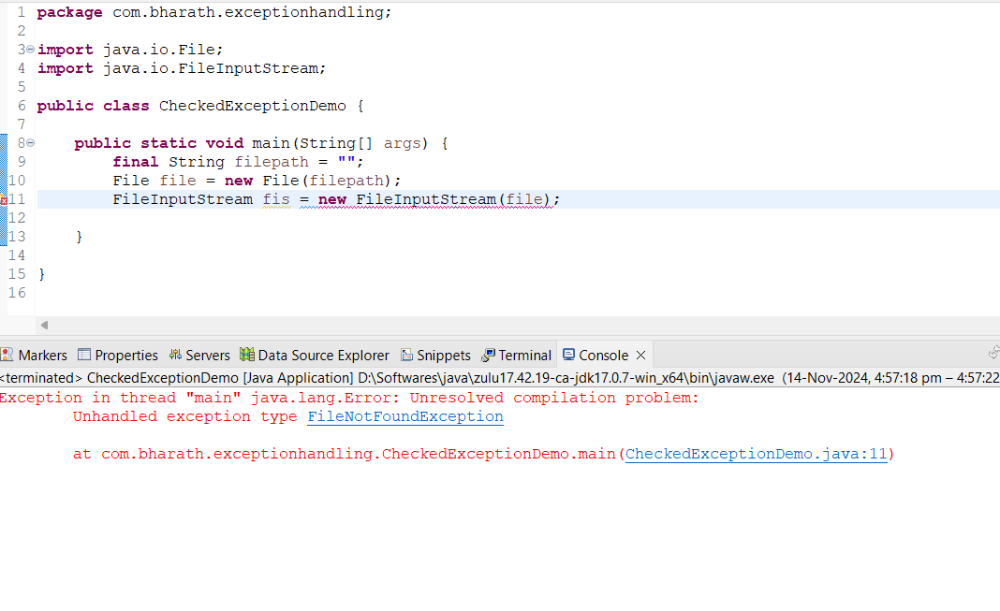 1 package com.bharath.exceptionhandling;
2
3 import java.io.File;
4 import java.io.FileInputStream;
5
6 public class CheckedExceptionDemo {
7
8     public static void main(String[] args) {
9         final String filepath = "";
10         File file = new File(filepath);
11         FileInputStream fis = new FileInputStream(file);
12
13     }
14
15 }
16
Markers Properties Servers Data Source Explorer Snippets Terminal Console
<terminated> CheckedExceptionDemo [Java Application] D:\Softwares\java\zulu17.42.19-ca-jdk17.0.7-win_x64\bin\javaw.exe (14-Nov-2024, 4:57:18 pm – 4:57:22
Exception in thread "main" java.lang.Error: Unresolved compilation problem:
        Unhandled exception type FileNotFoundException
        at com.bharath.exceptionhandling.CheckedExceptionDemo.main(CheckedExceptionDemo.java:11)